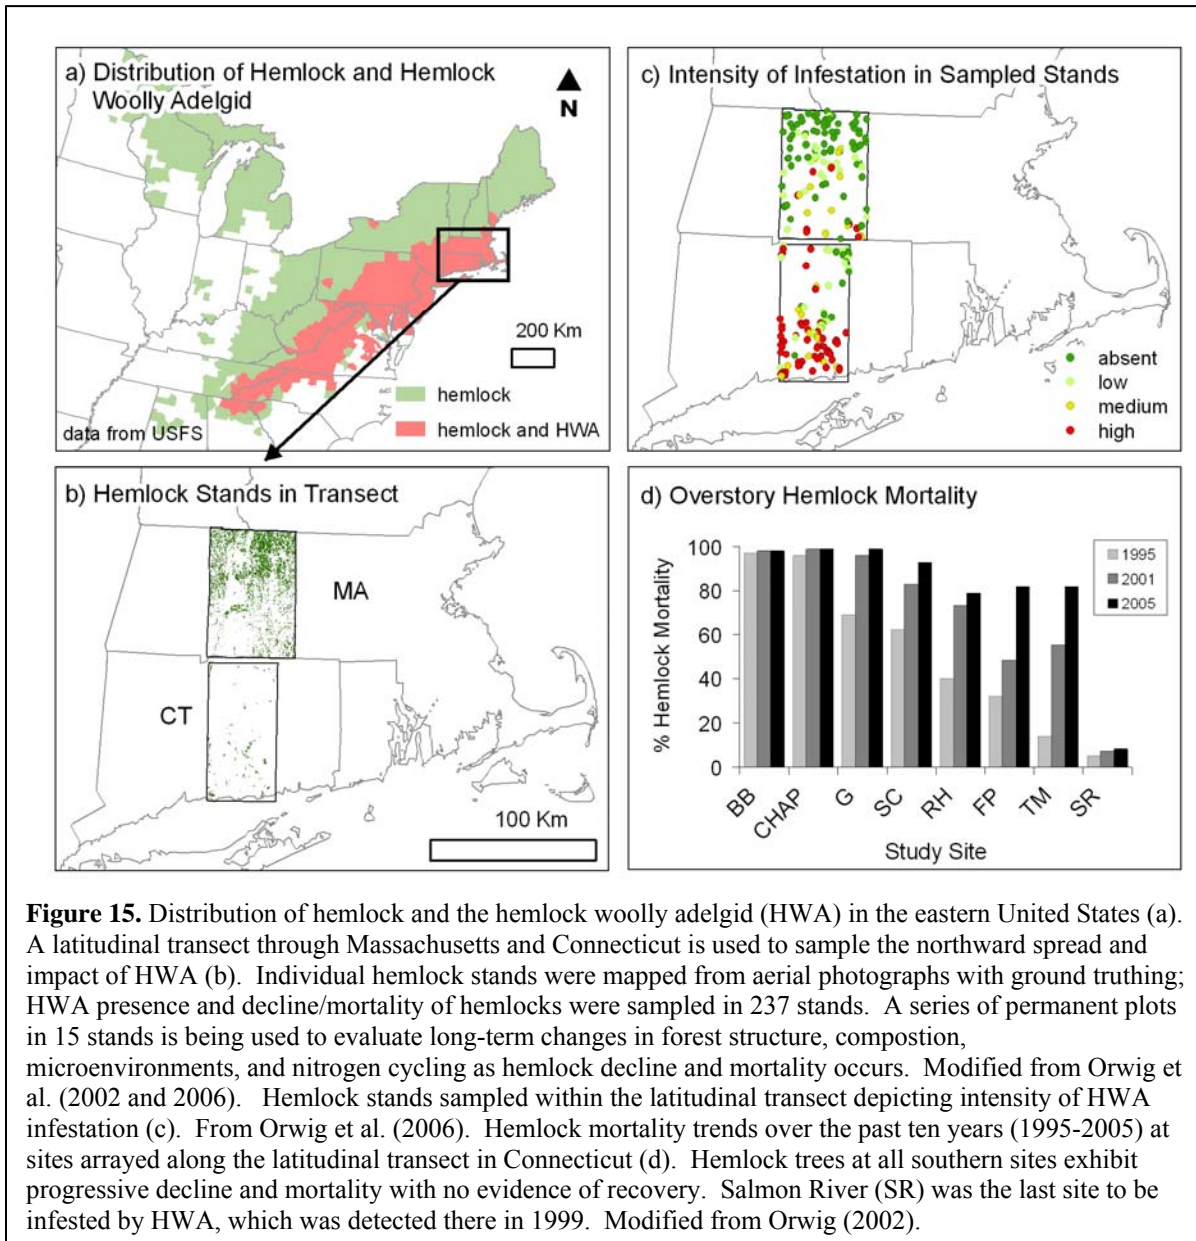 a) Distribution of Hemlock and Hemlock
Woolly Adelgid
N
200 Km
hemlock
hemlock and HWA
data from USFS
c) Intensity of Infestation in Sampled Stands
absent
low
medium
high
b) Hemlock Stands in Transect
MA
CT
100 Km
d) Overstory Hemlock Mortality
% Hemlock Mortality
100
80
60
40
20
0
1995
2001
2005
BB
CHAP
G
SC
RH
FP
TM
SR
Study Site
Figure 15. Distribution of hemlock and the hemlock woolly adelgid (HWA) in the eastern United States (a).
A latitudinal transect through Massachusetts and Connecticut is used to sample the northward spread and
impact of HWA (b).  Individual hemlock stands were mapped from aerial photographs with ground truthing;
HWA presence and decline/mortality of hemlocks were sampled in 237 stands.  A series of permanent plots
in 15 stands is being used to evaluate long-term changes in forest structure, compostion,
microenvironments, and nitrogen cycling as hemlock decline and mortality occurs.  Modified from Orwig et
al. (2002 and 2006).   Hemlock stands sampled within the latitudinal transect depicting intensity of HWA
infestation (c).  From Orwig et al. (2006).  Hemlock mortality trends over the past ten years (1995-2005) at
sites arrayed along the latitudinal transect in Connecticut (d).  Hemlock trees at all southern sites exhibit
progressive decline and mortality with no evidence of recovery.  Salmon River (SR) was the last site to be
infested by HWA, which was detected there in 1999.  Modified from Orwig (2002).